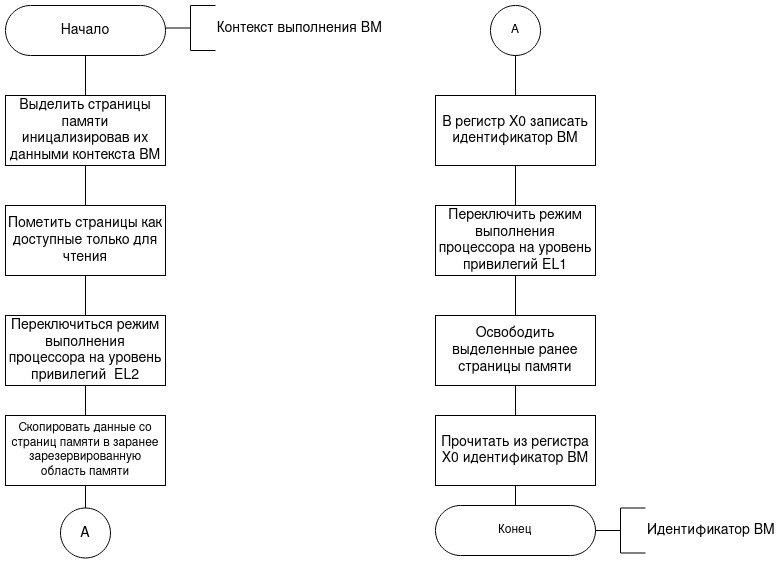 Начало
Контекст выполнения ВМ
Выделить страницы
памяти
иницализировав их
данными контекста ВМ
Пометить страницы как
доступные только для
чтения
Переключиться режим
выполнения
процессора на уровень
привилегий EL2
Скопировать данные со
страниц памяти в заранее
зарезервированную
область памяти
А
А
В регистр X0 записать
идентификатор ВМ
Переключить режим
выполнения
процессора на уровень
привилегий EL1
Освободить
выделенные ранее
страницы памяти
Прочитать из регистра
X0 идентификатор ВМ
Конец
Идентификатор ВМ